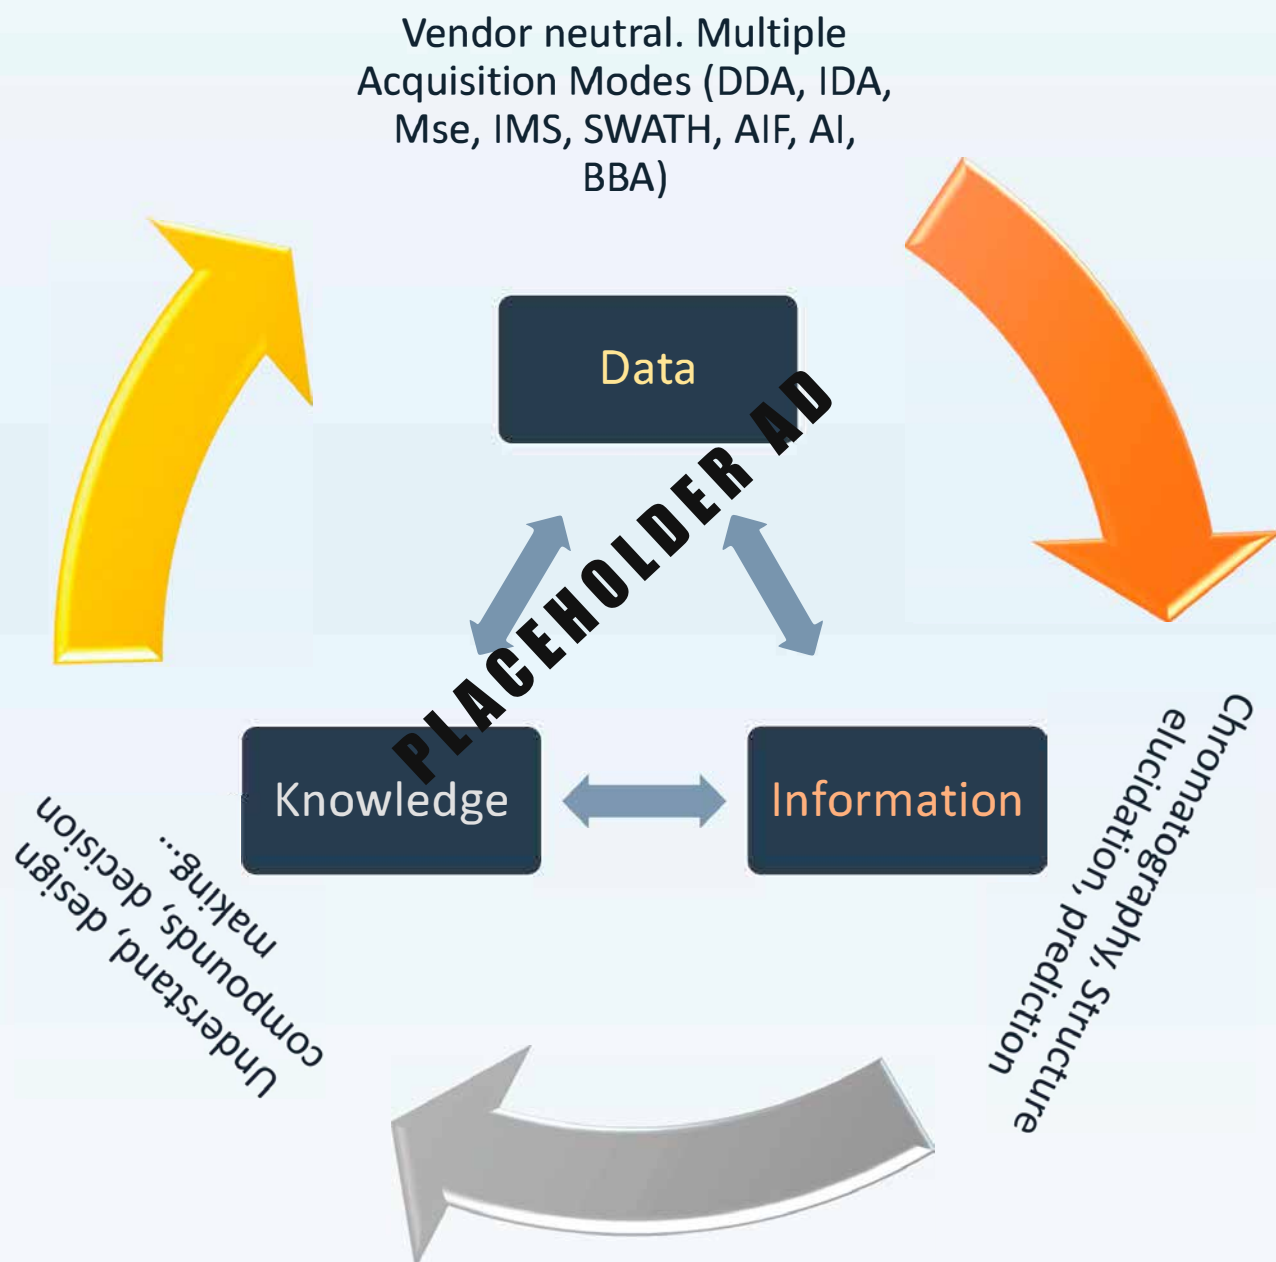 Vendor neutral. Multiple
Acquisition Modes (DDA, IDA,
Mse, IMS, SWATH, AIF, AI,
BBA)
Data
PLACEHOLDER AD
Knowledge
Information
Chromatography, Structure
elucidation, prediction
Understand, design
compounds, decision
making...